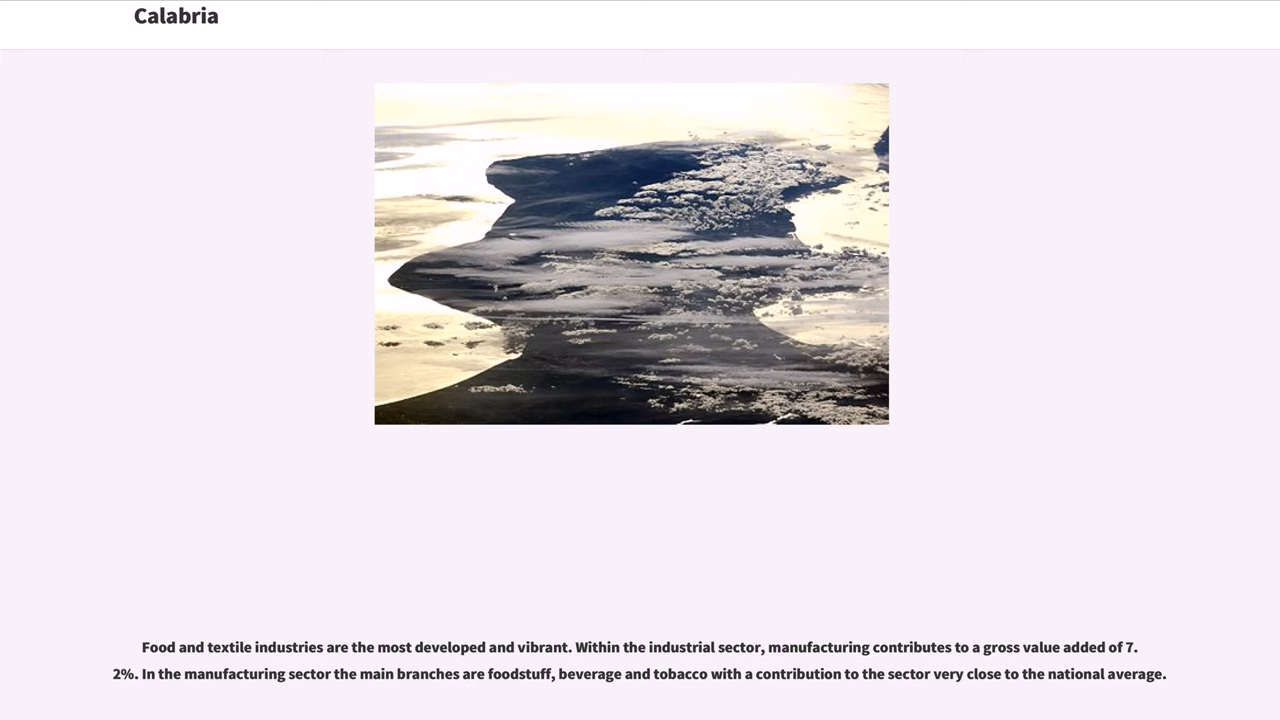 Calabria
Food and textile industries are the most developed and vibrant. Within the industrial sector, manufacturing contributes to a gross value added of 7.
2%. In the manufacturing sector the main branches are foodstuff, beverage and tobacco with a contribution to the sector very close to the national average.